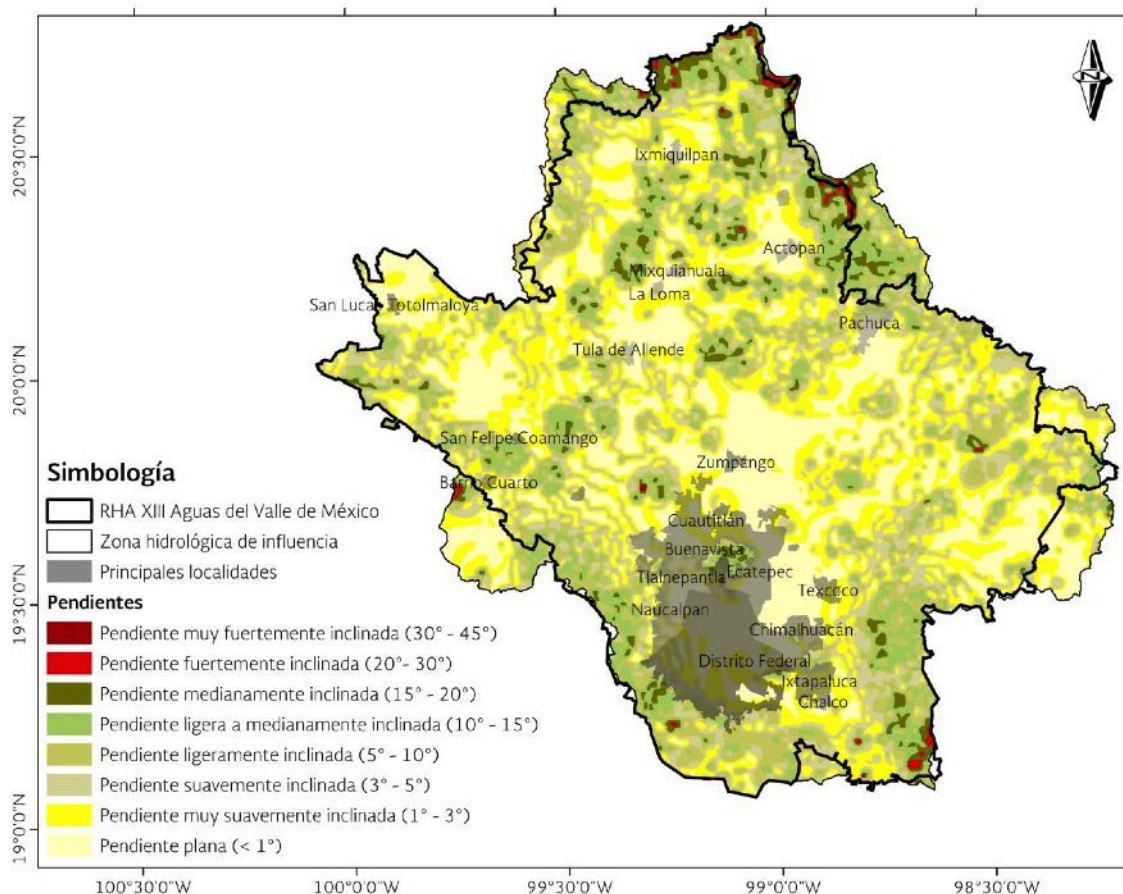 N
20°30'0"N
20°0'0"N
19°30'0"N
19°0'0"N
Ixmiquilpan
Actopan
Mixquiahuala
La Loma
San Lucas Totolmaloya
Pachuca
Tula de Allende
San Felipe Coamango
Zumpango
Barrio Cuarto
Cuautitlán
Buenavista
Ecatepec
Tlalnepantla
Texcoco
Naucalpan
Chimalhuacán
Distrito Federal
Ixtapaluca
Chalco
Simbología
RHA XIII Aguas del Valle de México
Zona hidrológica de influencia
Principales localidades
Pendientes
Pendiente muy fuertemente inclinada (30° - 45°)
Pendiente fuertemente inclinada (20°- 30°)
Pendiente medianamente inclinada (15° - 20°)
Pendiente ligera a medianamente inclinada (10° - 15°)
Pendiente ligeramente inclinada (5° - 10°)
Pendiente suavemente inclinada (3° - 5°)
Pendiente muy suavemente inclinada (1° - 3°)
Pendiente plana (< 1°)
100°30'0"W
100°0'0"W
99°30'0"W
99°0'0"W
98°30'0"W